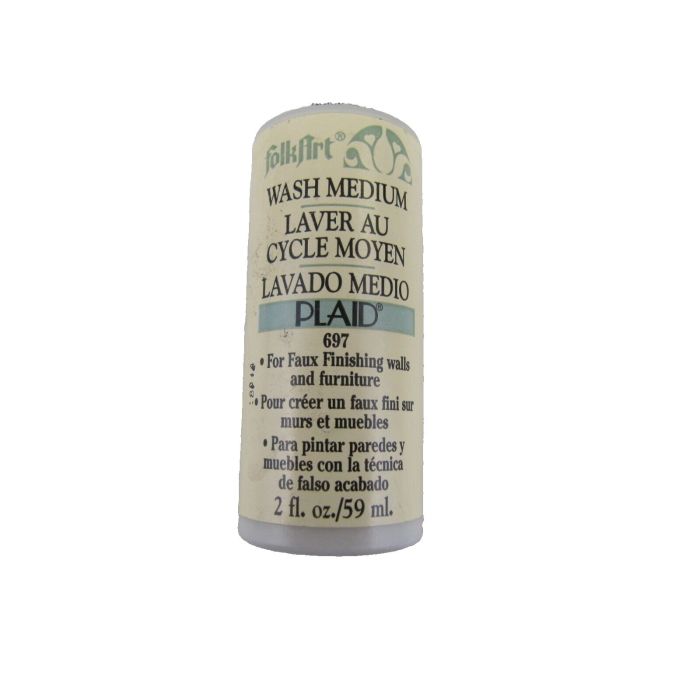 folkArt®
WASH MEDIUM
LAVER AU
CYCLE MOYEN
LAVADO MEDIO
PLAID®
697
• For Faux Finishing walls
and furniture
• Pour créer un faux fini sur
murs et muebles
• Para pintar paredes y
muebles con la técnica
de falso acabado
2 fl. oz./59 ml.